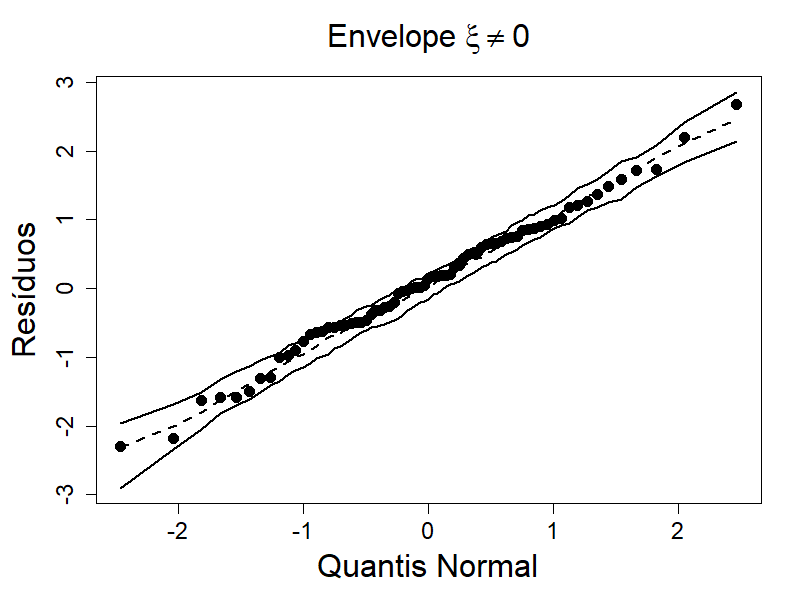 Envelope ξ ≠ 0
3
2
1
0
-1
-2
-3
Resíduos
-2 -1 0 1 2
Quantis Normal